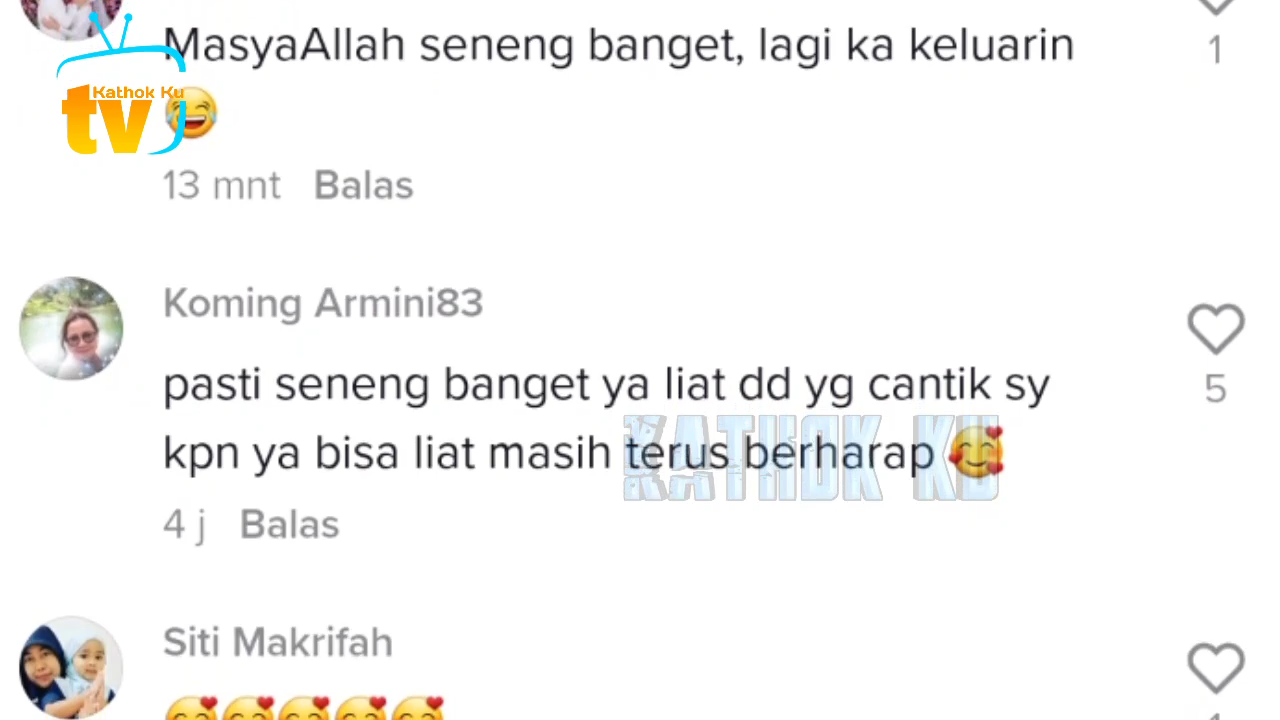 MasyaAllah seneng banget, lagi ka keluarin
1
Kathok Ku
tv
😂
13 mnt Balas
Koming Armini83
pasti seneng banget ya liat dd yg cantik sy
5
kpn ya bisa liat masih terus berharap 🥰
KATHOK KU
4 j Balas
Siti Makrifah
🥰🥰🥰🥰🥰